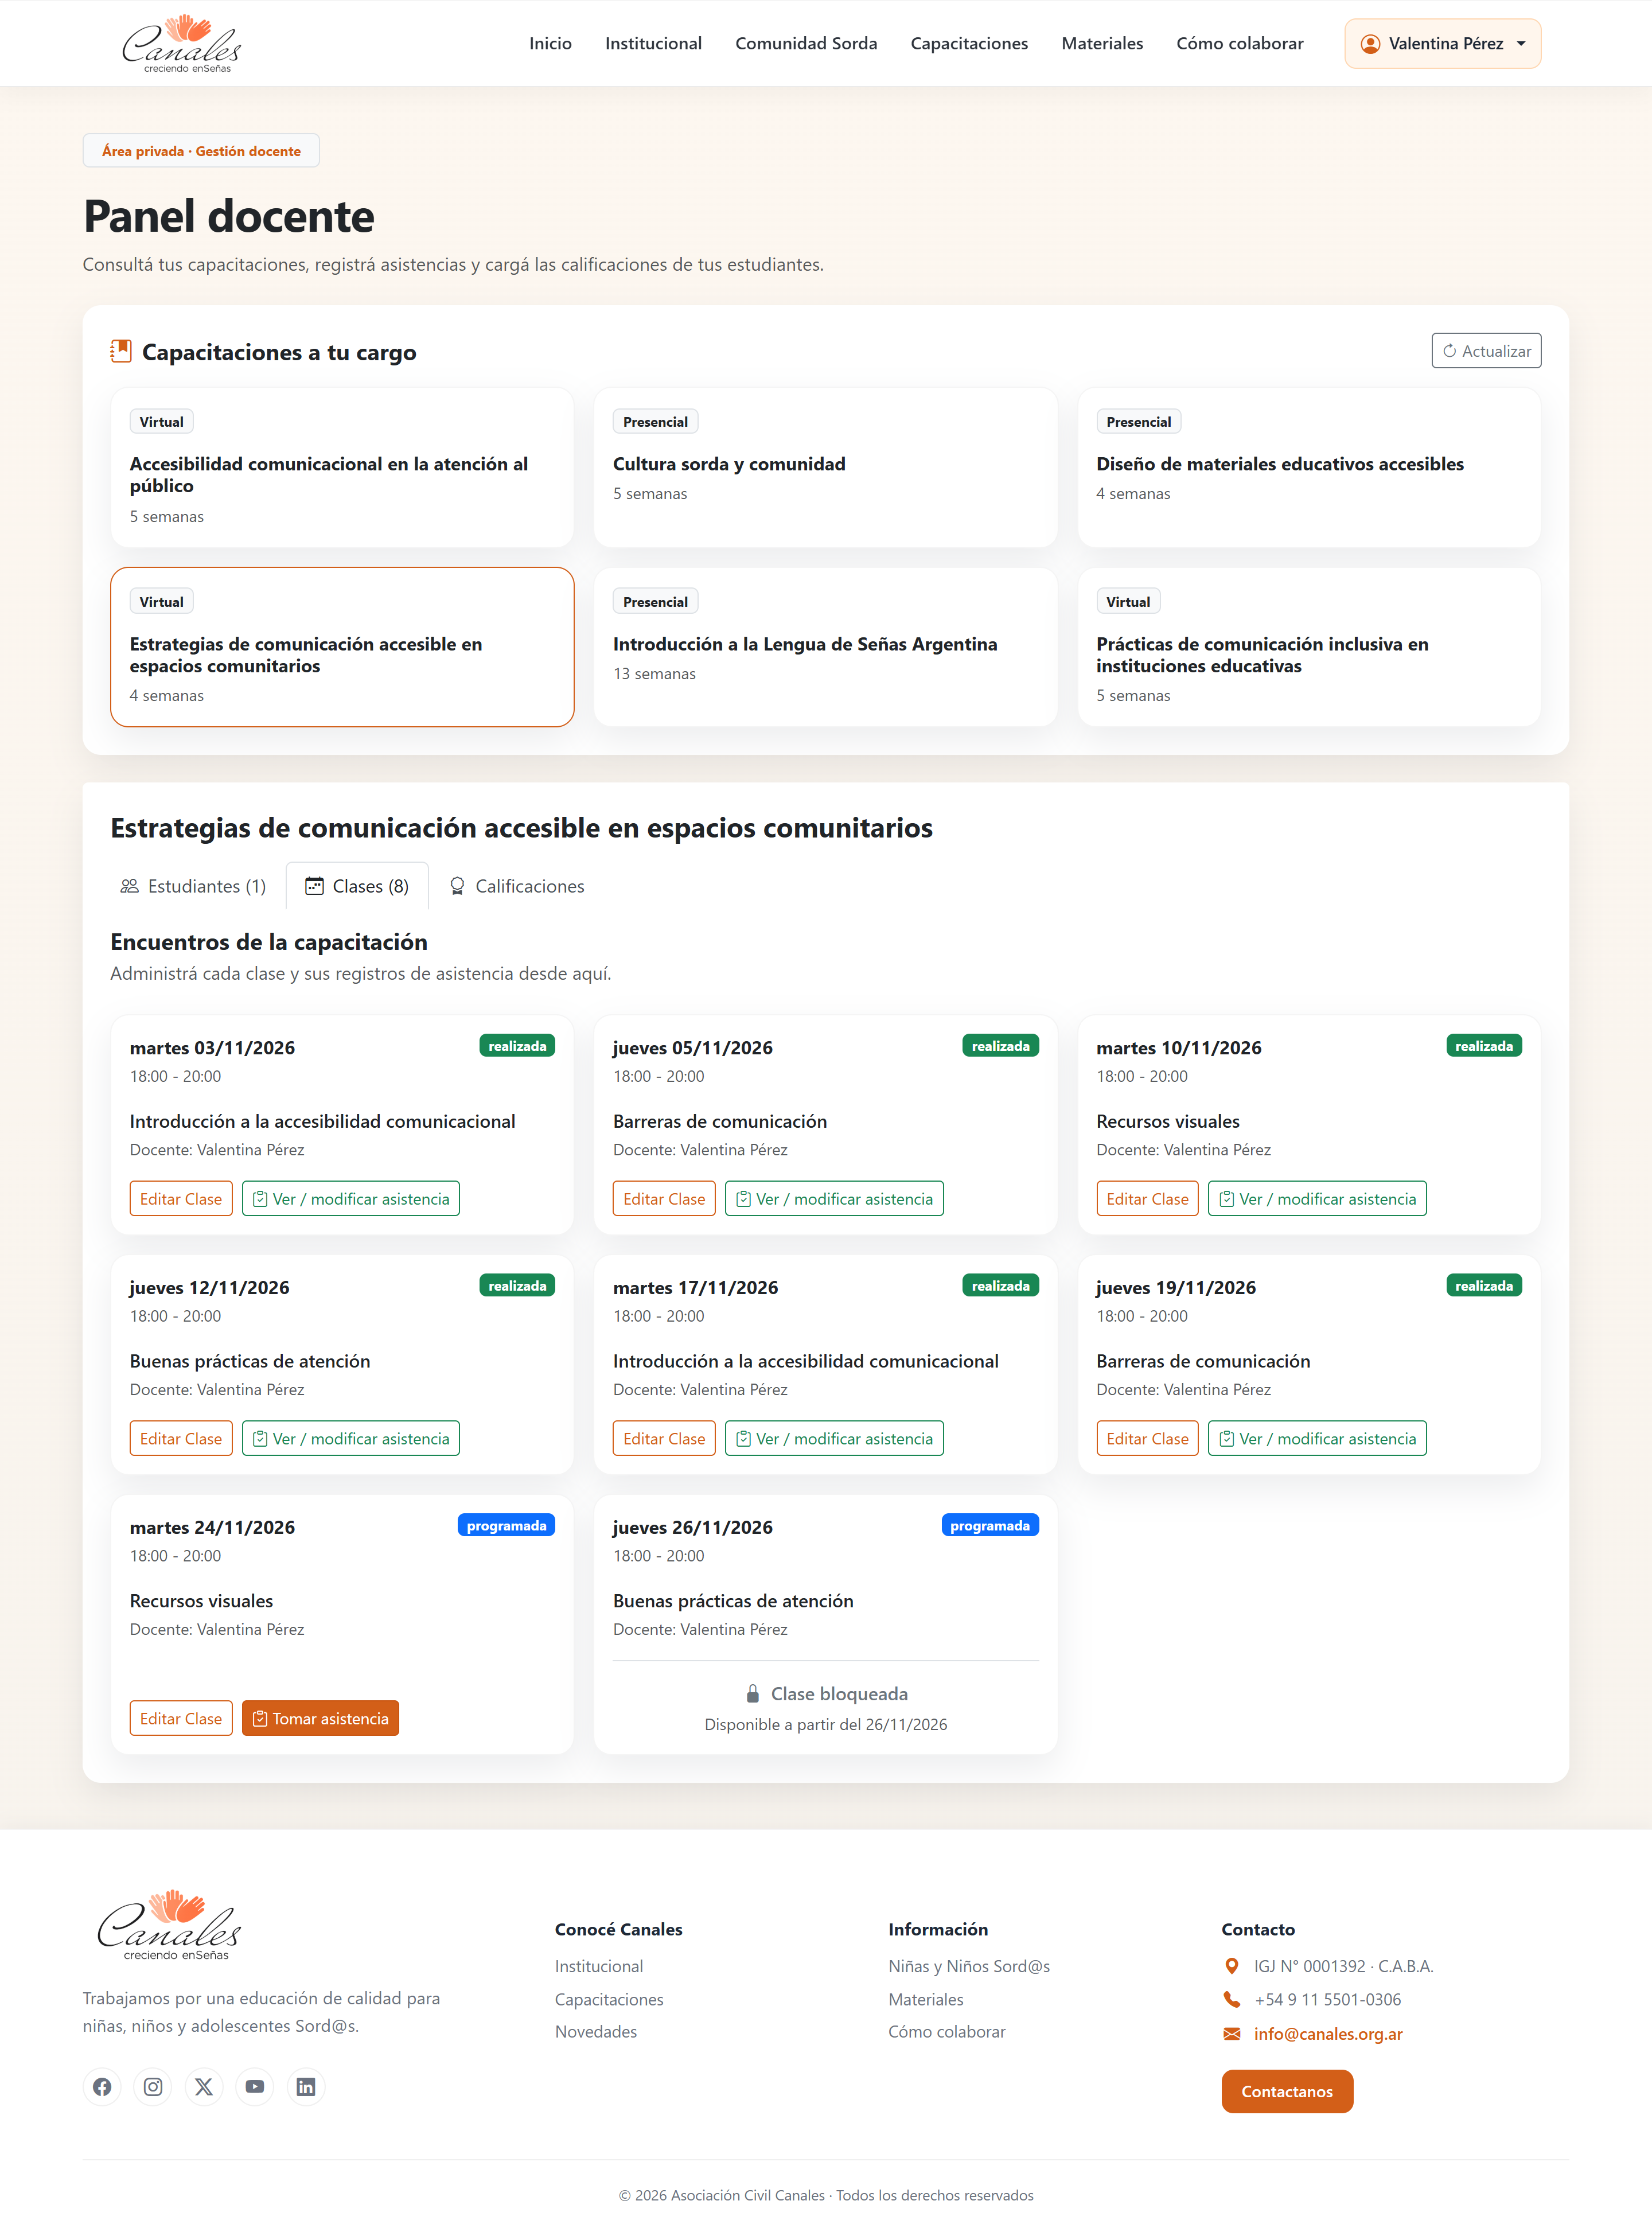 Canales
creciendo enSeñas
Inicio
Institucional
Comunidad Sorda
Capacitaciones
Materiales
Cómo colaborar
Valentina Pérez
Área privada · Gestión docente
Panel docente
Consultá tus capacitaciones, registrá asistencias y cargá las calificaciones de tus estudiantes.
Capacitaciones a tu cargo
Actualizar
Virtual
Accesibilidad comunicacional en la atención al
público
5 semanas
Presencial
Cultura sorda y comunidad
5 semanas
Presencial
Diseño de materiales educativos accesibles
4 semanas
Virtual
Estrategias de comunicación accesible en
espacios comunitarios
4 semanas
Presencial
Introducción a la Lengua de Señas Argentina
13 semanas
Virtual
Prácticas de comunicación inclusiva en
instituciones educativas
5 semanas
Estrategias de comunicación accesible en espacios comunitarios
Estudiantes (1)
Clases (8)
Calificaciones
Encuentros de la capacitación
Administrá cada clase y sus registros de asistencia desde aquí.
martes 03/11/2026
realizada
18:00 - 20:00
Introducción a la accesibilidad comunicacional
Docente: Valentina Pérez
Editar Clase
Ver / modificar asistencia
jueves 05/11/2026
realizada
18:00 - 20:00
Barreras de comunicación
Docente: Valentina Pérez
Editar Clase
Ver / modificar asistencia
martes 10/11/2026
realizada
18:00 - 20:00
Recursos visuales
Docente: Valentina Pérez
Editar Clase
Ver / modificar asistencia
jueves 12/11/2026
realizada
18:00 - 20:00
Buenas prácticas de atención
Docente: Valentina Pérez
Editar Clase
Ver / modificar asistencia
martes 17/11/2026
realizada
18:00 - 20:00
Introducción a la accesibilidad comunicacional
Docente: Valentina Pérez
Editar Clase
Ver / modificar asistencia
jueves 19/11/2026
realizada
18:00 - 20:00
Barreras de comunicación
Docente: Valentina Pérez
Editar Clase
Ver / modificar asistencia
martes 24/11/2026
programada
18:00 - 20:00
Recursos visuales
Docente: Valentina Pérez
Editar Clase
Tomar asistencia
jueves 26/11/2026
programada
18:00 - 20:00
Buenas prácticas de atención
Docente: Valentina Pérez
Clase bloqueada
Disponible a partir del 26/11/2026
Canales
creciendo enSeñas
Trabajamos por una educación de calidad para
niñas, niños y adolescentes Sord@s.
Conocé Canales
Institucional
Capacitaciones
Novedades
Información
Niñas y Niños Sord@s
Materiales
Cómo colaborar
Contacto
IGJ N° 0001392 · C.A.B.A.
+54 9 11 5501-0306
info@canales.org.ar
Contactanos
© 2026 Asociación Civil Canales · Todos los derechos reservados